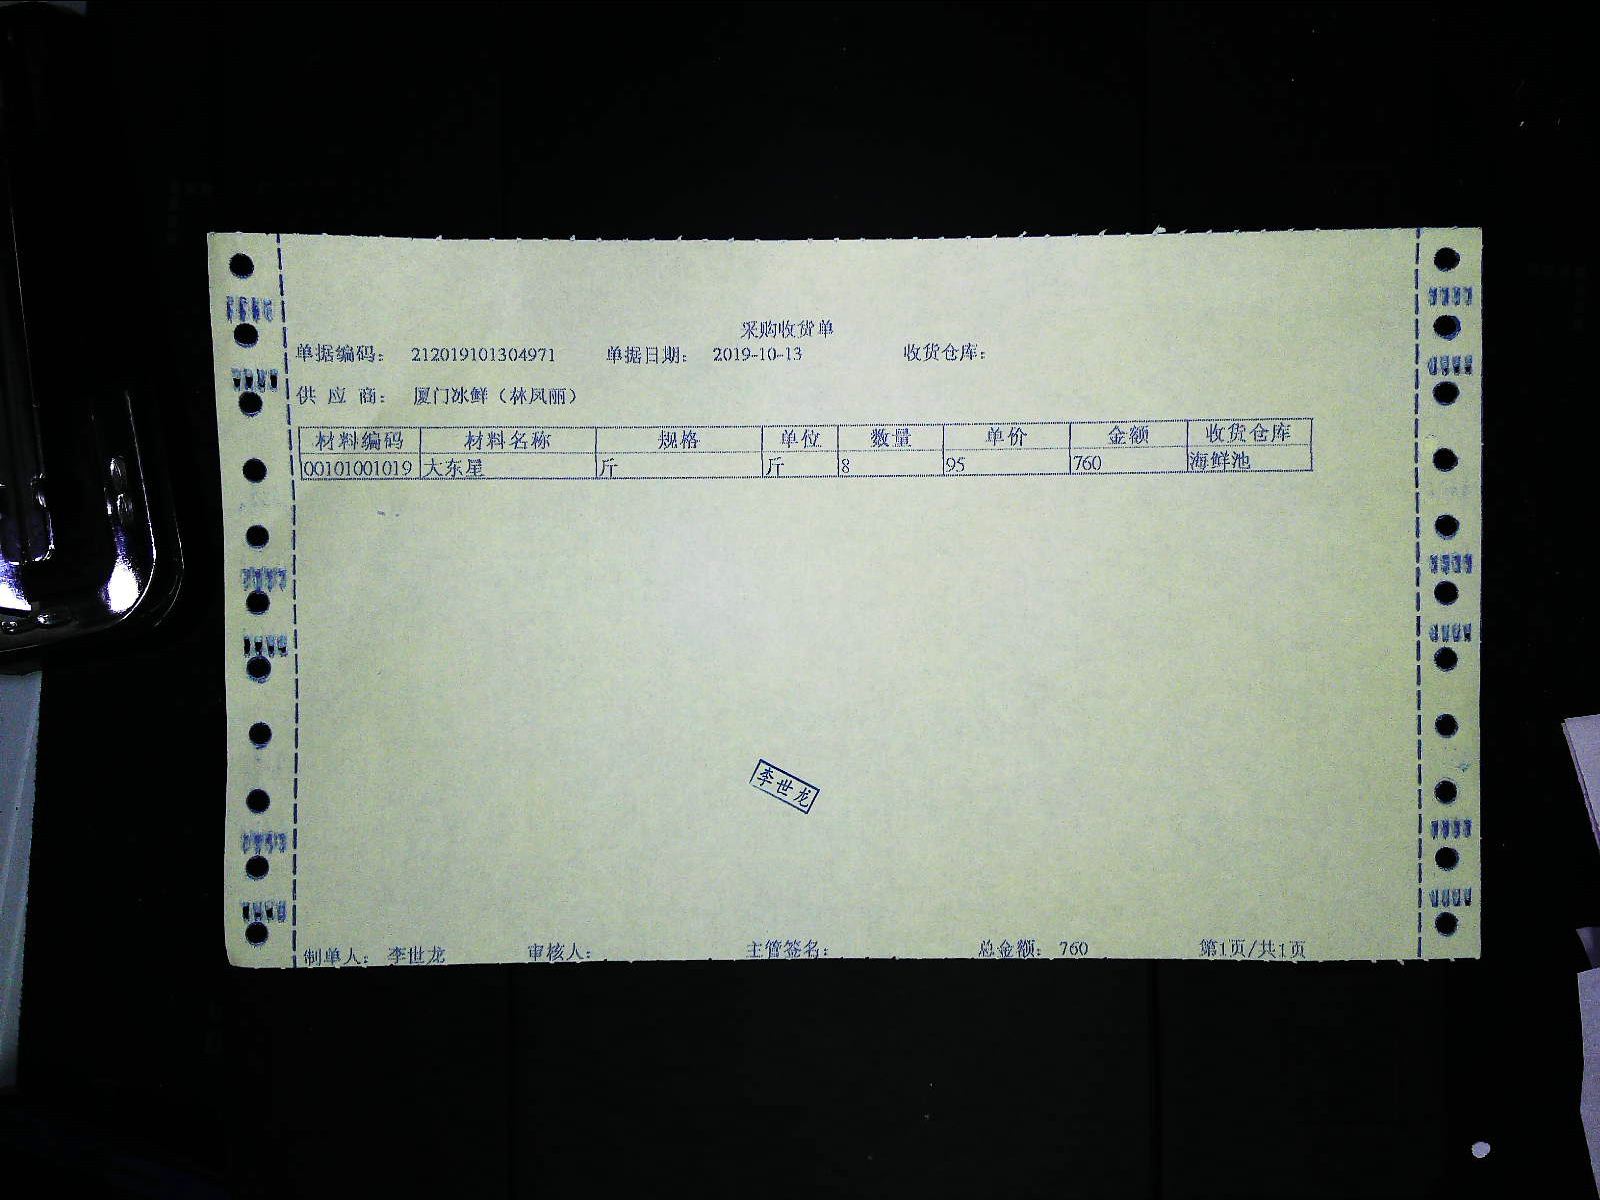 采购收货单
单据编码： 212019101304971 单据日期： 2019-10-13 收货仓库：
供 应 商： 厦门冰鲜（林凤丽）
材料编码 材料名称 规格 单位 数量 单价 金额 收货仓库
00101001019 大东星 斤 斤 8 95 760 海鲜池
李世龙
制单人： 李世龙 审核人： 主管签名： 总金额： 760 第1页/共1页